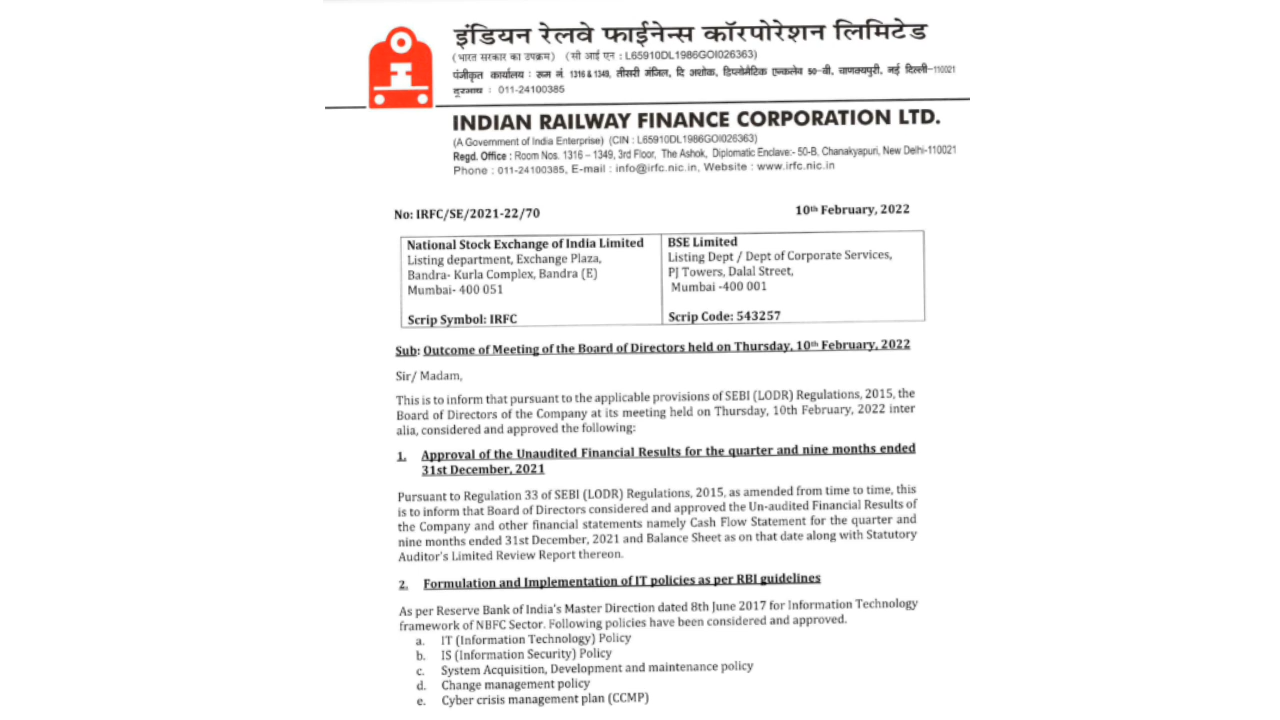 इंडियन रेलवे फाईनेन्स कॉरपोरेशन लिमिटेड
(भारत सरकार का उपक्रम) (सी आई एन : L65910DL1986GOI026363)
पंजीकृत कार्यालय : रूम नं. 1316 & 1349, तीसरी मंजिल, दि अशोक, डिप्लोमैटिक एन्कलेव 50-बी, चाणक्यपुरी, नई दिल्ली-110021
दूरभाष : 011-24100385
INDIAN RAILWAY FINANCE CORPORATION LTD.
(A Government of India Enterprise) (CIN : L65910DL1986GOI026363)
Regd. Office : Room Nos. 1316 – 1349, 3rd Floor, The Ashok, Diplomatic Enclave:- 50-B, Chanakyapuri, New Delhi-110021
Phone : 011-24100385, E-mail : info@irfc.nic.in, Website : www.irfc.nic.in
No: IRFC/SE/2021-22/70 10th February, 2022
National Stock Exchange of India Limited
Listing department, Exchange Plaza,
Bandra- Kurla Complex, Bandra (E)
Mumbai- 400 051
Scrip Symbol: IRFC
BSE Limited
Listing Dept / Dept of Corporate Services,
PJ Towers, Dalal Street,
Mumbai -400 001
Scrip Code: 543257
Sub: Outcome of Meeting of the Board of Directors held on Thursday, 10th February, 2022
Sir/ Madam,
This is to inform that pursuant to the applicable provisions of SEBI (LODR) Regulations, 2015, the
Board of Directors of the Company at its meeting held on Thursday, 10th February, 2022 inter
alia, considered and approved the following:
1. Approval of the Unaudited Financial Results for the quarter and nine months ended
31st December, 2021
Pursuant to Regulation 33 of SEBI (LODR) Regulations, 2015, as amended from time to time, this
is to inform that Board of Directors considered and approved the Un-audited Financial Results of
the Company and other financial statements namely Cash Flow Statement for the quarter and
nine months ended 31st December, 2021 and Balance Sheet as on that date along with Statutory
Auditor's Limited Review Report thereon.
2. Formulation and Implementation of IT policies as per RBI guidelines
As per Reserve Bank of India's Master Direction dated 8th June 2017 for Information Technology
framework of NBFC Sector. Following policies have been considered and approved.
a. IT (Information Technology) Policy
b. IS (Information Security) Policy
c. System Acquisition, Development and maintenance policy
d. Change management policy
e. Cyber crisis management plan (CCMP)